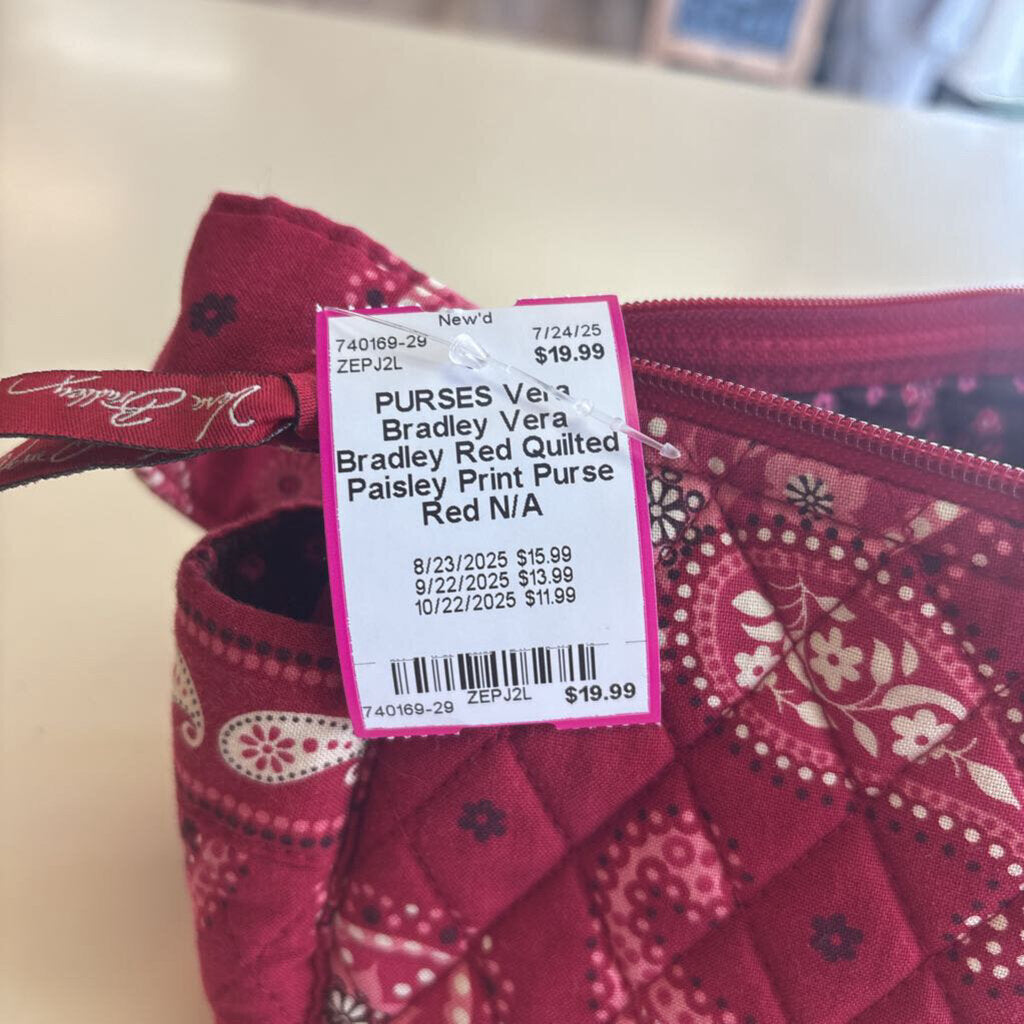 New'd
740169-29 7/24/25
ZEPJ2L $19.99
PURSES Vera
Bradley Vera
Bradley Red Quilted
Paisley Print Purse
Red N/A
8/23/2025 $15.99
9/22/2025 $13.99
10/22/2025 $11.99
740169-29 ZEPJ2L $19.99
Vera Bradley